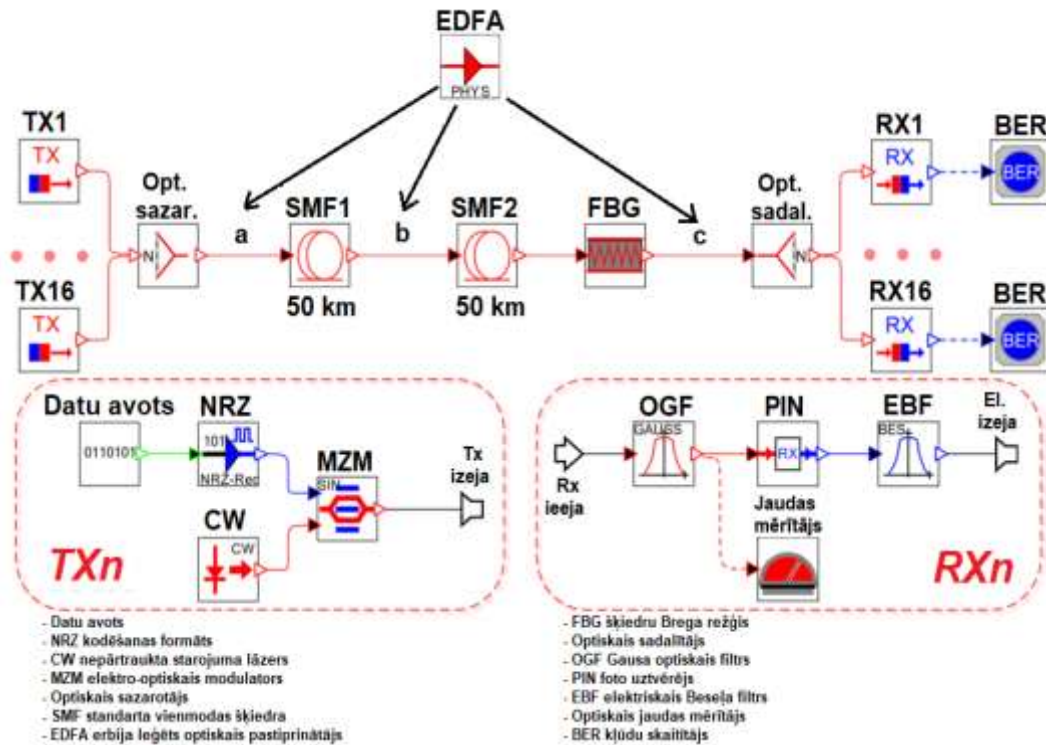 EDFA
PHYS
TX1
TX
Opt.
sazar.
N
a
SMF1
50 km
b
SMF2
50 km
FBG
c
Opt.
sadal.
N
RX1
RX
BER
BER
TX16
TX
RX16
RX
BER
BER
Datu avots
0110101
NRZ
101
NRZ-Rec
MZM
SIN
Tx
izeja
CW
CW
TXn
OGF
GAUSS
PIN
RX
EBF
BES
El.
izeja
Rx
ieeja
Jaudas
mērītājs
RXn
- Datu avots
- NRZ kodēšanas formāts
- CW nepārtraukta starojuma lāzers
- MZM elektro-optiskais modulators
- Optiskais sazarotājs
- SMF standarta vienmodas šķiedra
- EDFA erbija leģēts optiskais pastiprinātājs
- FBG šķiedru Brega režģis
- Optiskais sadalītājs
- OGF Gausa optiskais filtrs
- PIN foto uztvērējs
- EBF elektriskais Beseļa filtrs
- Optiskais jaudas mērītājs
- BER kļūdu skaitītājs